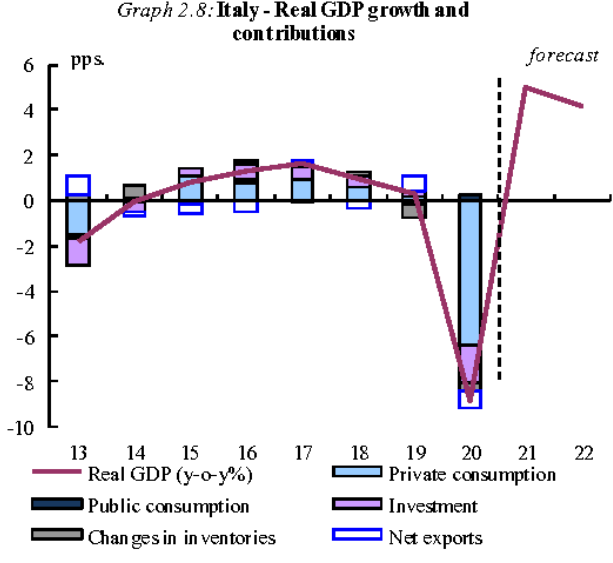 Graph 2.8: Italy - Real GDP growth and
contributions
pps.
forecast
6
4
2
0
-2
-4
-6
-8
-10
13 14 15 16 17 18 19 20 21 22
Real GDP (y-o-y%) Private consumption
Public consumption Investment
Changes in inventories Net exports